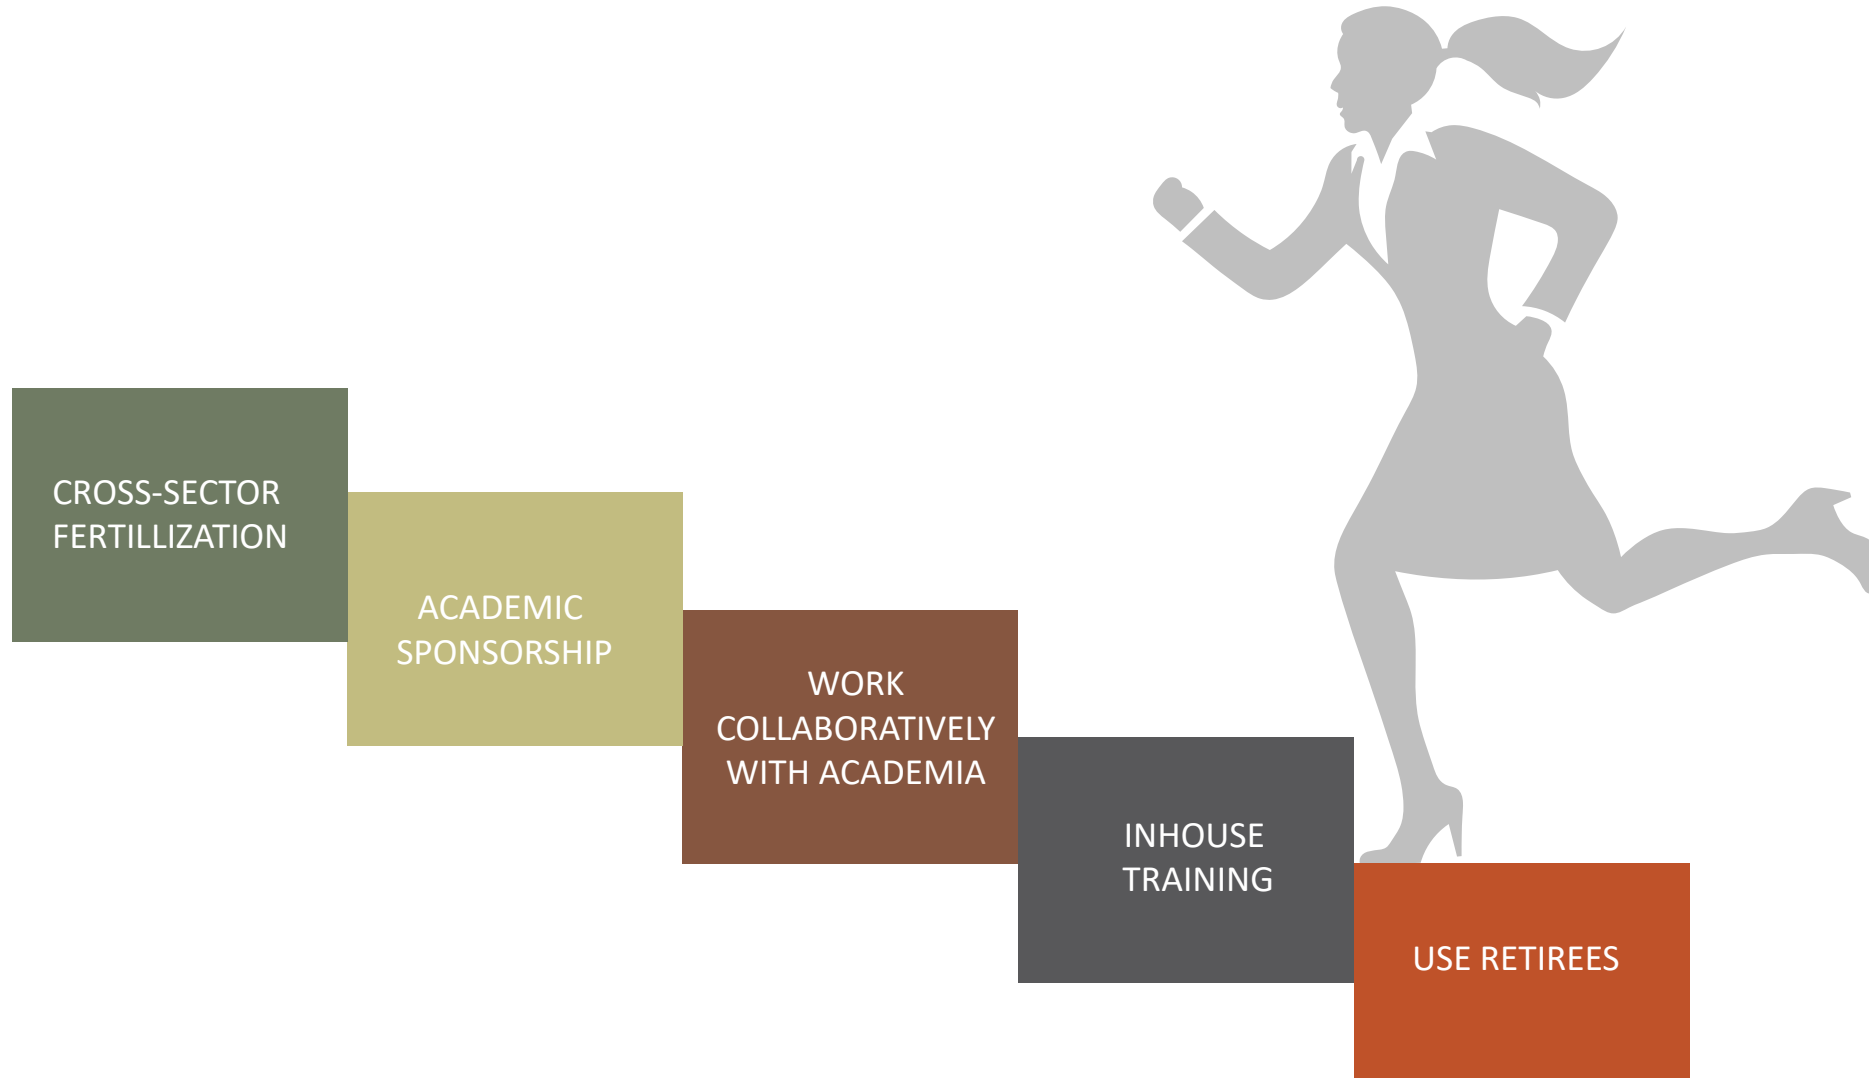 CROSS-SECTOR
FERTILLIZATION
ACADEMIC
SPONSORSHIP
WORK
COLLABORATIVELY
WITH ACADEMIA
INHOUSE
TRAINING
USE RETIREES